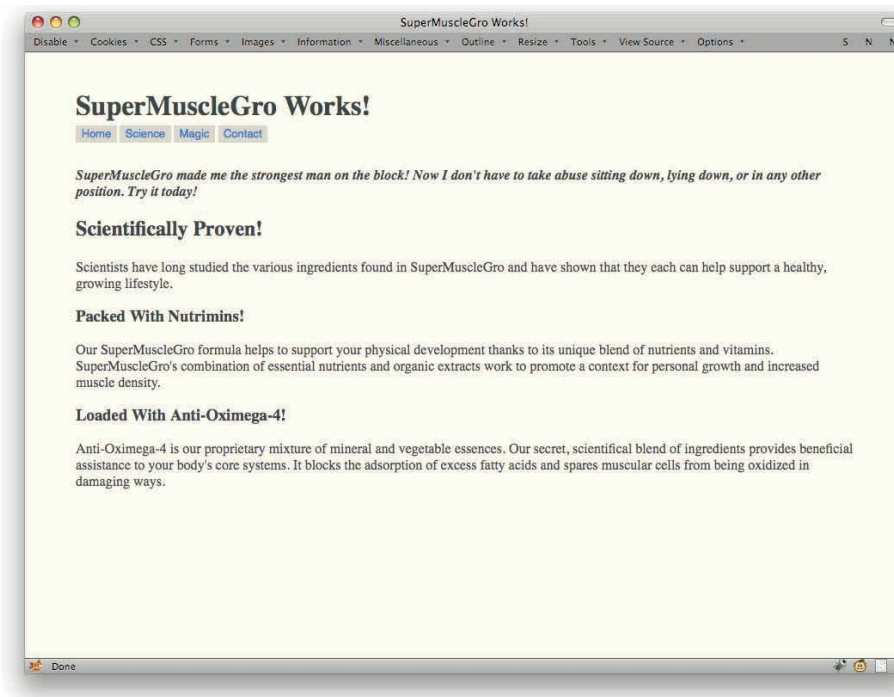 SuperMuscleGro Works!
Disable Cookies CSS Forms Images Information Miscellaneous Outline Resize Tools View Source Options S N N
SuperMuscleGro Works!
Home Science Magic Contact
SuperMuscleGro made me the strongest man on the block! Now I don't have to take abuse sitting down, lying down, or in any other
position. Try it today!
Scientifically Proven!
Scientists have long studied the various ingredients found in SuperMuscleGro and have shown that they each can help support a healthy,
growing lifestyle.
Packed With Nutrimins!
Our SuperMuscleGro formula helps to support your physical development thanks to its unique blend of nutrients and vitamins.
SuperMuscleGro's combination of essential nutrients and organic extracts work to promote a context for personal growth and increased
muscle density.
Loaded With Anti-Oximega-4!
Anti-Oximega-4 is our proprietary mixture of mineral and vegetable essences. Our secret, scientifical blend of ingredients provides beneficial
assistance to your body's core systems. It blocks the adsorption of excess fatty acids and spares muscular cells from being oxidized in
damaging ways.
Done